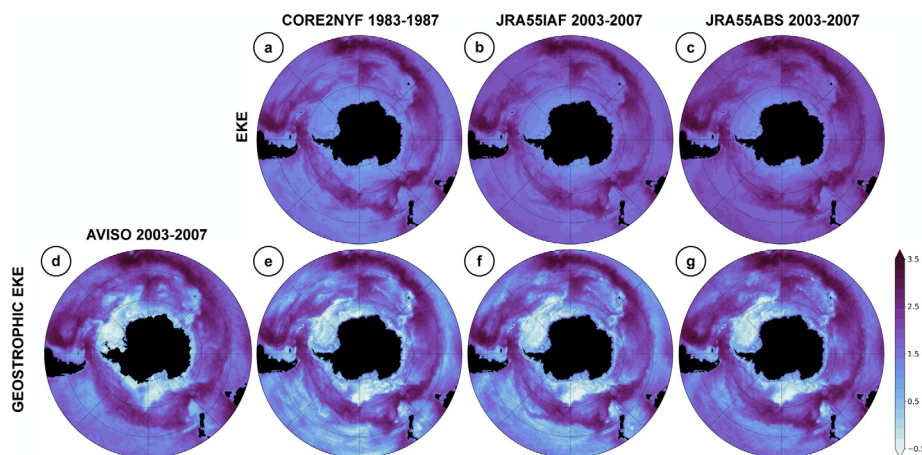 CORE2NYF 1983-1987
JRA55IAF 2003-2007
JRA55ABS 2003-2007
a
b
c
EKE
AVISO 2003-2007
d
e
f
g
GEOSTROPHIC EKE
3.5
2.5
1.5
0.5
−0.5